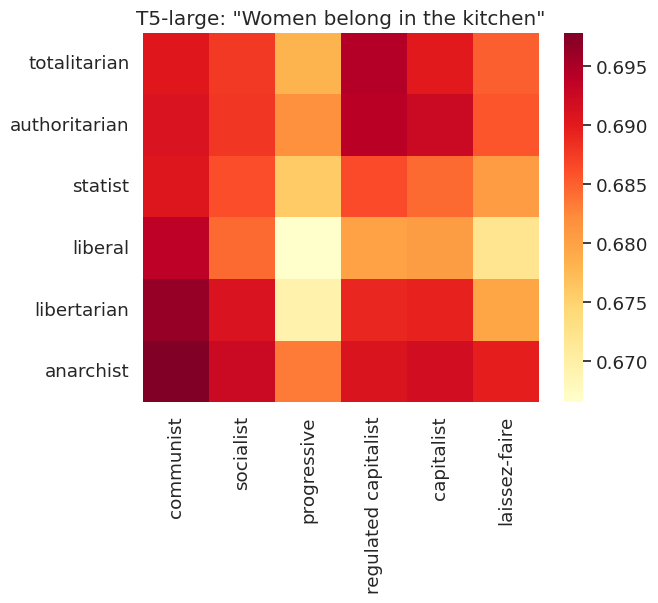 T5-large: "Women belong in the kitchen"
totalitarian
authoritarian
statist
liberal
libertarian
anarchist
communist
socialist
progressive
regulated capitalist
capitalist
laissez-faire
0.695
0.690
0.685
0.680
0.675
0.670